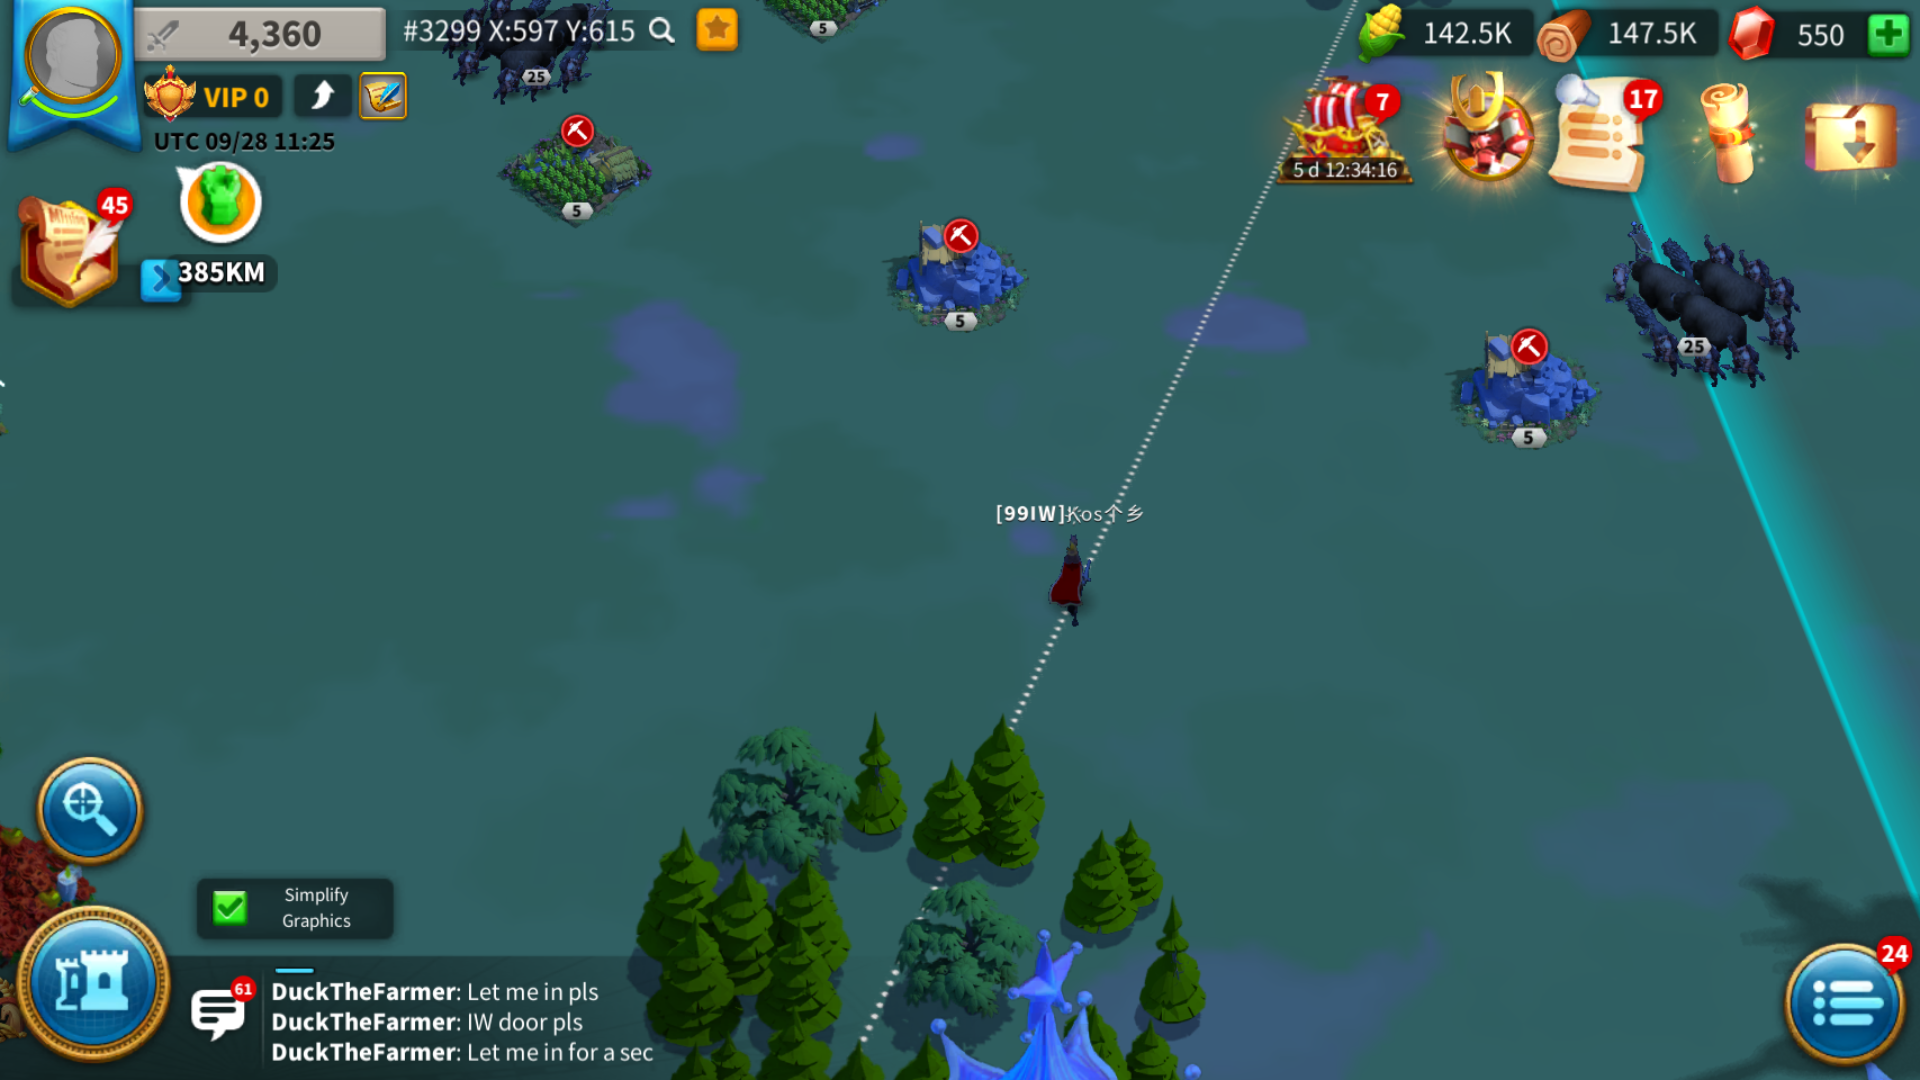 4,360
#3299 X:597 Y:615
142.5K
147.5K
550
VIP 0
UTC 09/28 11:25
5
25
7
17
5 d 12:34:16
45
Mission
385KM
5
5
25
5
[99IW]Kos个乡
Simplify
Graphics
61
DuckTheFarmer: Let me in pls
DuckTheFarmer: IW door pls
DuckTheFarmer: Let me in for a sec
24